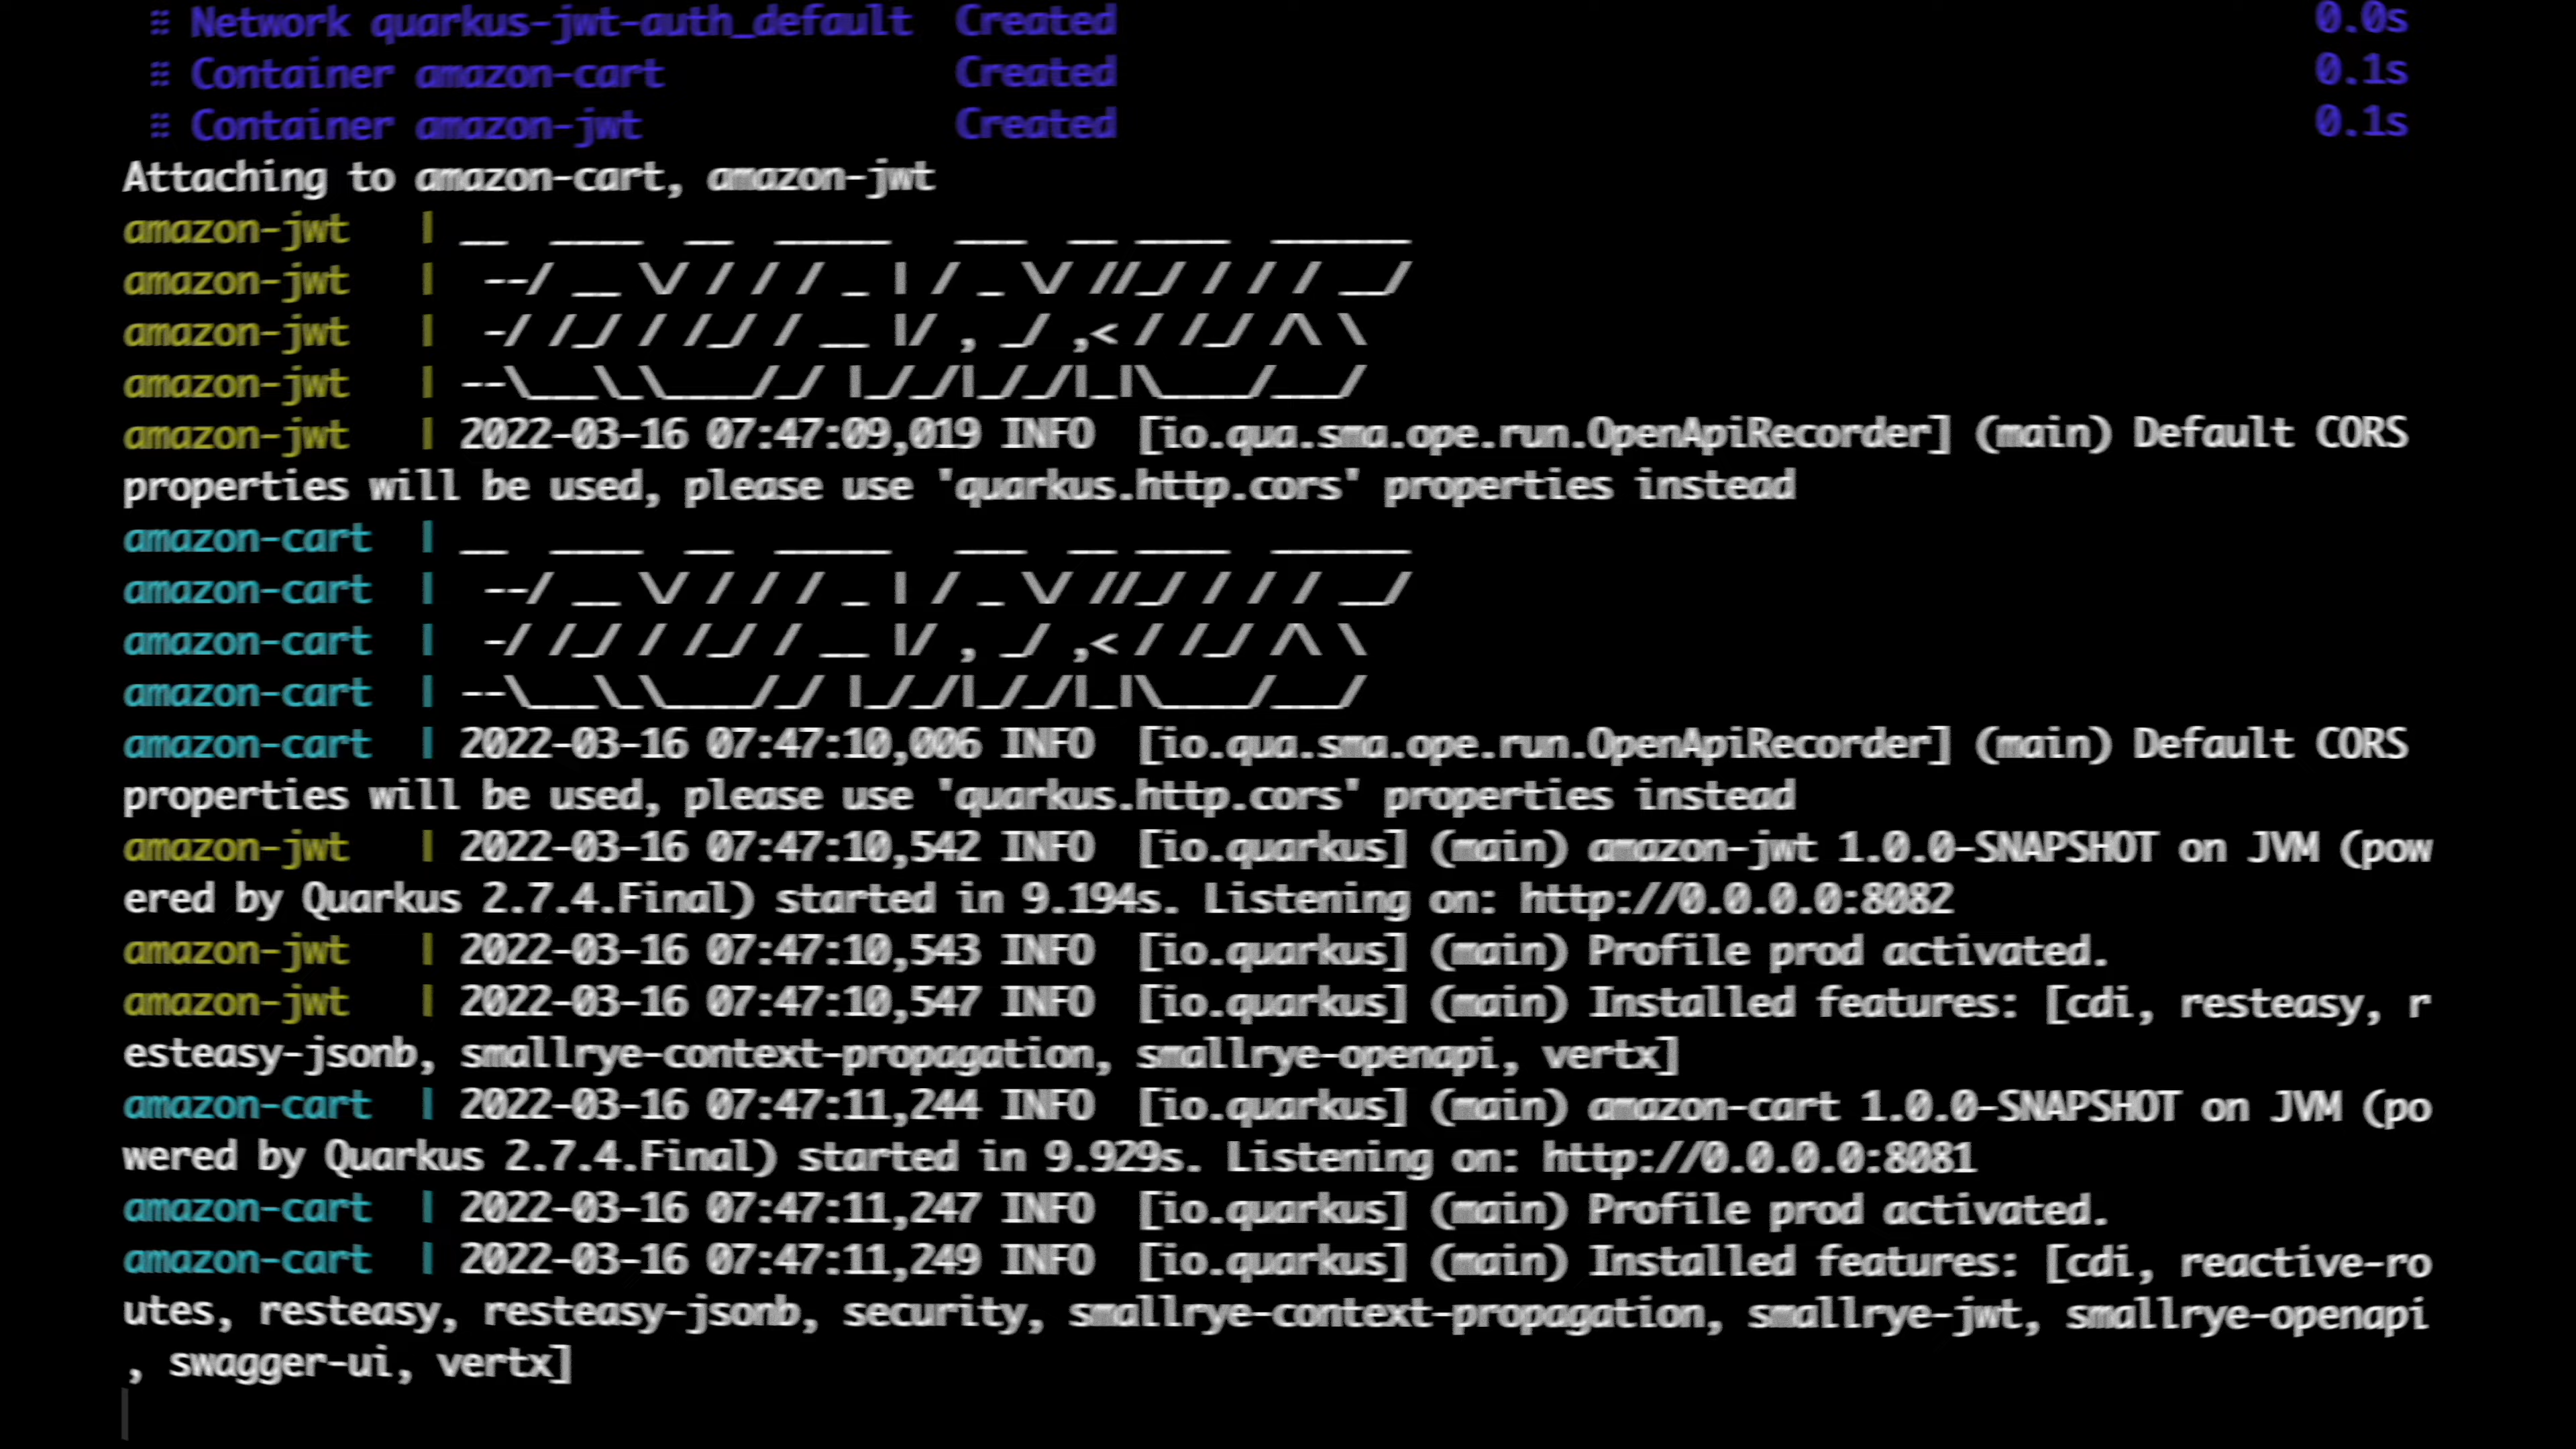 ⠿ Network quarkus-jwt-auth_default  Created  0.0s
⠿ Container amazon-cart             Created  0.1s
⠿ Container amazon-jwt              Created  0.1s
Attaching to amazon-cart, amazon-jwt
amazon-jwt   | __  ____  __  _____   ___  __ ____  ______
amazon-jwt   |  --/ __ \/ / / / _ | / _ \/ //_/ / / / __/
amazon-jwt   |  -/ /_/ / /_/ / __ |/ , _/ ,< / /_/ /\ \
amazon-jwt   | --\___\_\____/_/ |_/_/|_/_/|_|\____/___/
amazon-jwt   | 2022-03-16 07:47:09,019 INFO  [io.qua.sma.ope.run.OpenApiRecorder] (main) Default CORS
properties will be used, please use 'quarkus.http.cors' properties instead
amazon-cart  | __  ____  __  _____   ___  __ ____  ______
amazon-cart  |  --/ __ \/ / / / _ | / _ \/ //_/ / / / __/
amazon-cart  |  -/ /_/ / /_/ / __ |/ , _/ ,< / /_/ /\ \
amazon-cart  | --\___\_\____/_/ |_/_/|_/_/|_|\____/___/
amazon-cart  | 2022-03-16 07:47:10,006 INFO  [io.qua.sma.ope.run.OpenApiRecorder] (main) Default CORS
properties will be used, please use 'quarkus.http.cors' properties instead
amazon-jwt   | 2022-03-16 07:47:10,542 INFO  [io.quarkus] (main) amazon-jwt 1.0.0-SNAPSHOT on JVM (pow
ered by Quarkus 2.7.4.Final) started in 9.194s. Listening on: http://0.0.0.0:8082
amazon-jwt   | 2022-03-16 07:47:10,543 INFO  [io.quarkus] (main) Profile prod activated.
amazon-jwt   | 2022-03-16 07:47:10,547 INFO  [io.quarkus] (main) Installed features: [cdi, resteasy, r
esteasy-jsonb, smallrye-context-propagation, smallrye-openapi, vertx]
amazon-cart  | 2022-03-16 07:47:11,244 INFO  [io.quarkus] (main) amazon-cart 1.0.0-SNAPSHOT on JVM (po
wered by Quarkus 2.7.4.Final) started in 9.929s. Listening on: http://0.0.0.0:8081
amazon-cart  | 2022-03-16 07:47:11,247 INFO  [io.quarkus] (main) Profile prod activated.
amazon-cart  | 2022-03-16 07:47:11,249 INFO  [io.quarkus] (main) Installed features: [cdi, reactive-ro
utes, resteasy, resteasy-jsonb, security, smallrye-context-propagation, smallrye-jwt, smallrye-openapi
, swagger-ui, vertx]